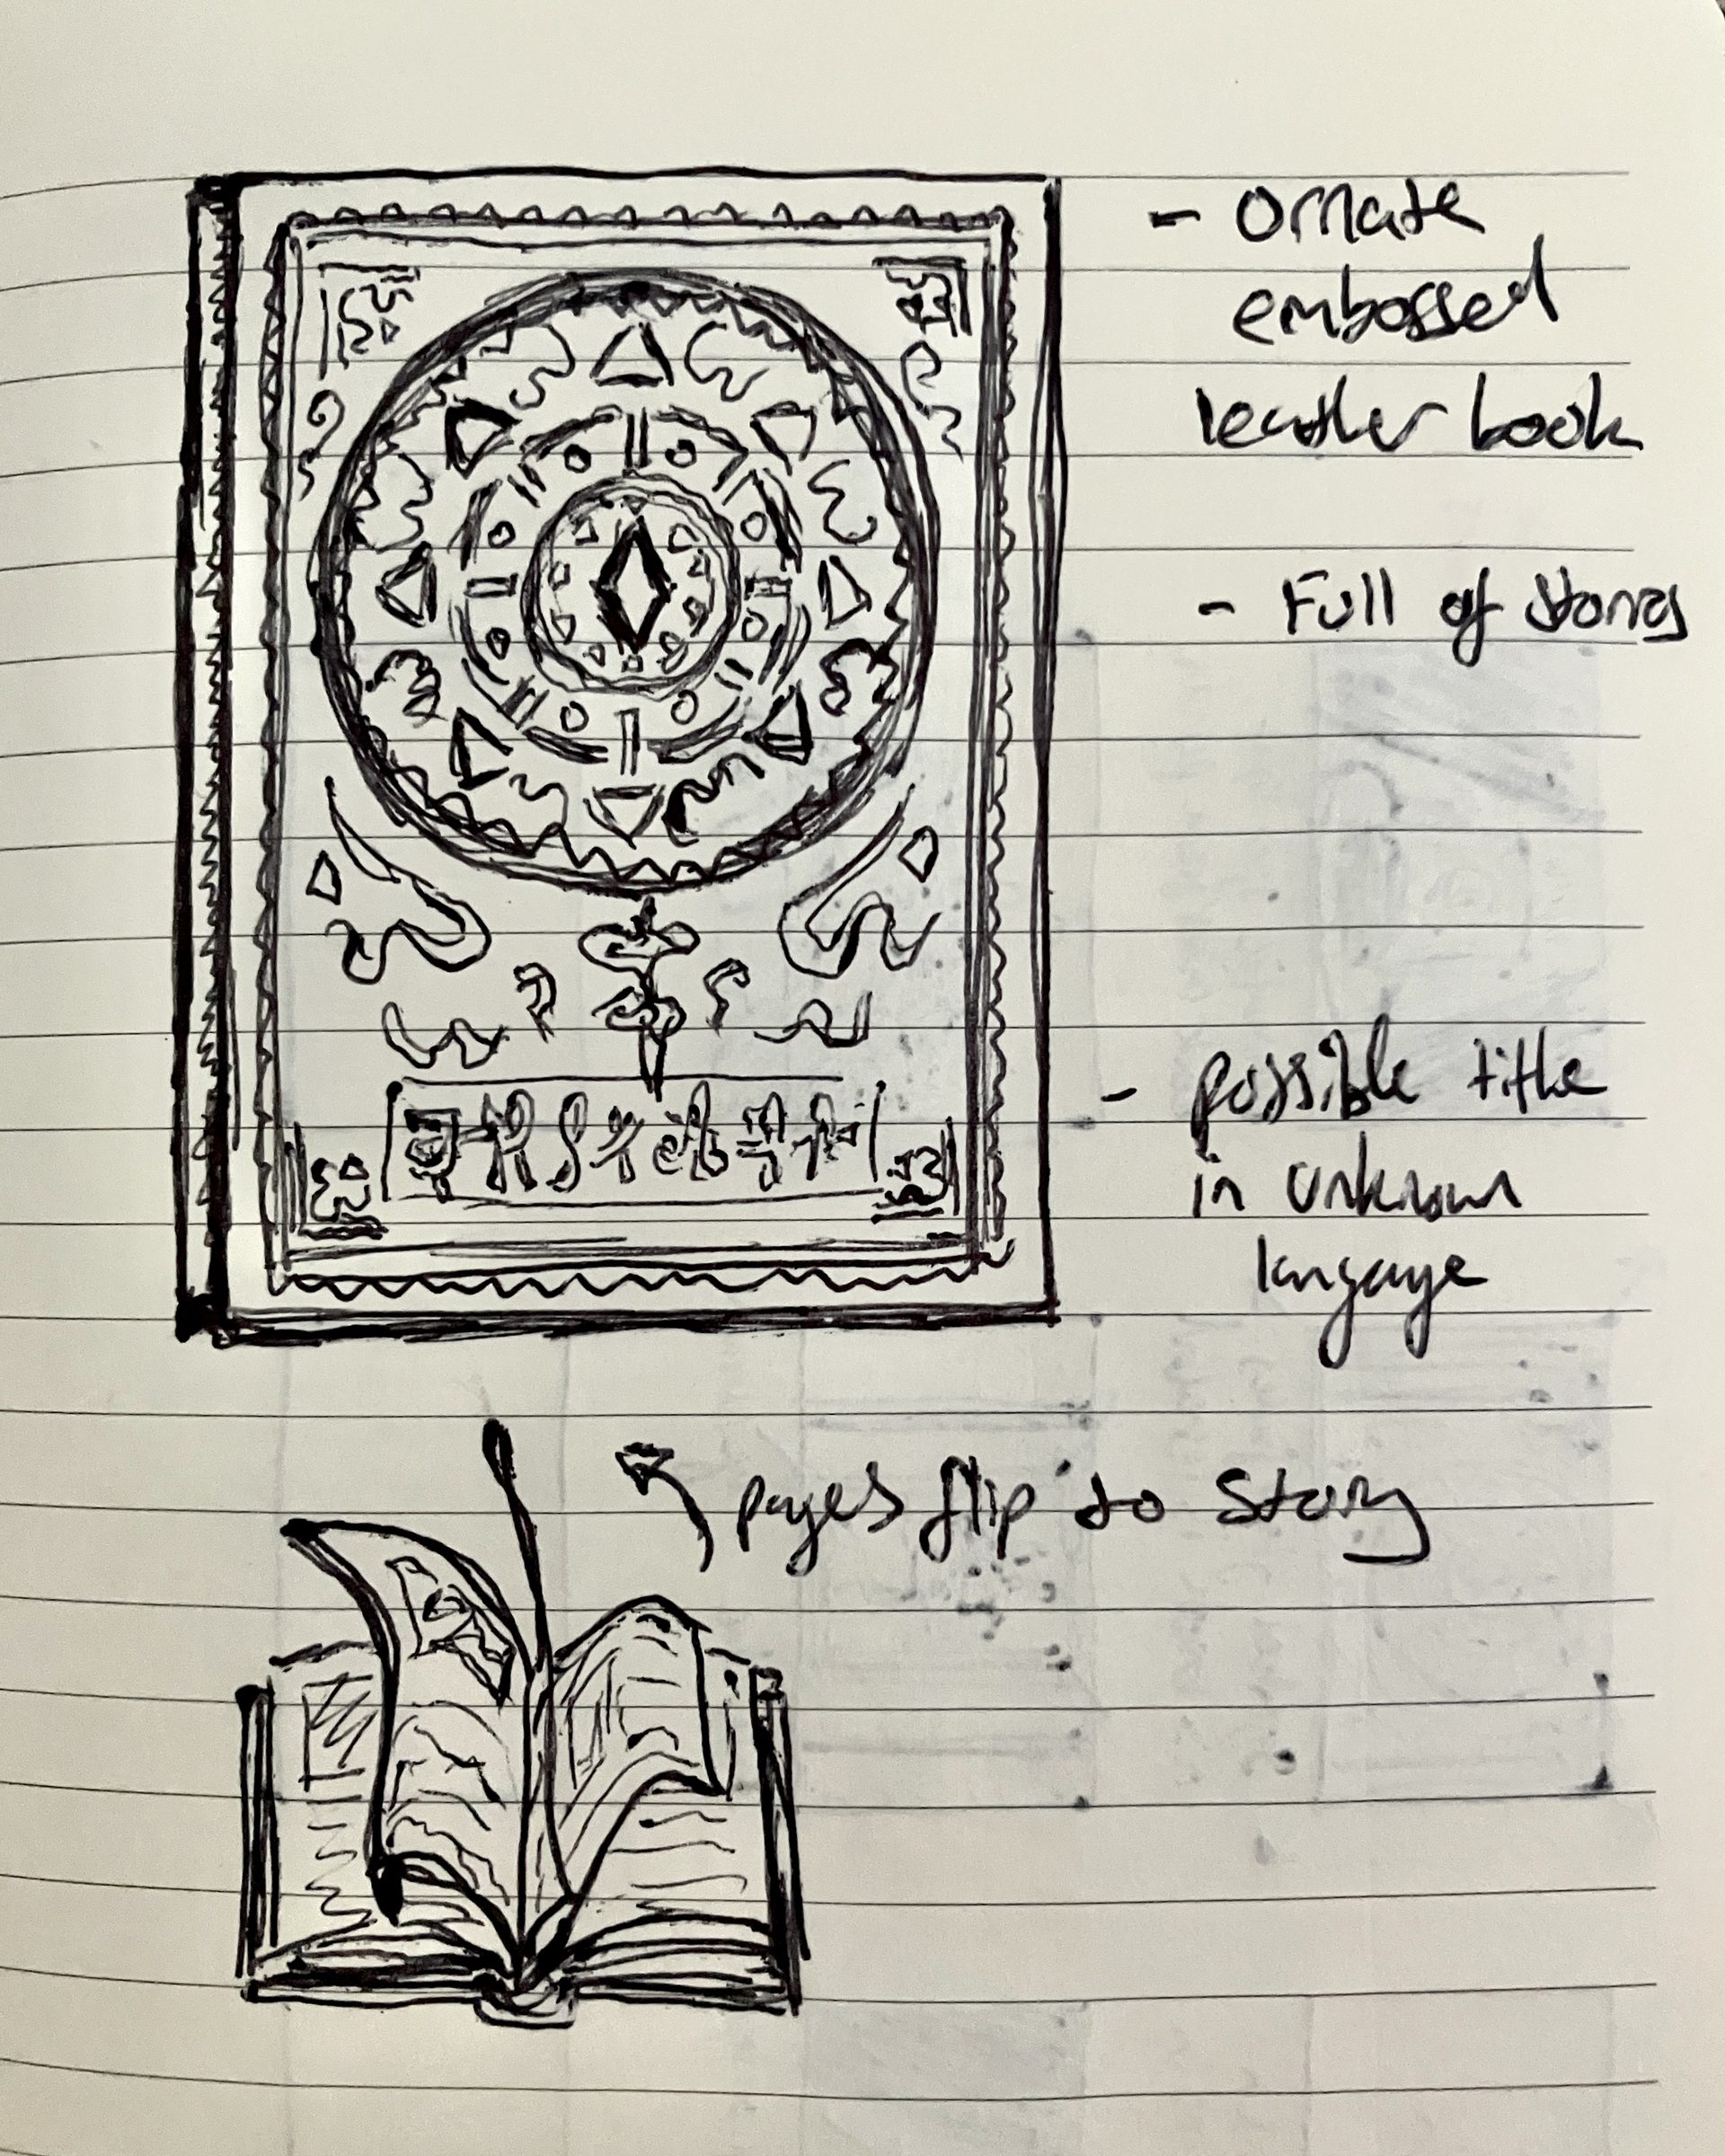 - Ornate
embossed
leather book
- Full of stories
- possible title
in unknown
language
pages flip to story